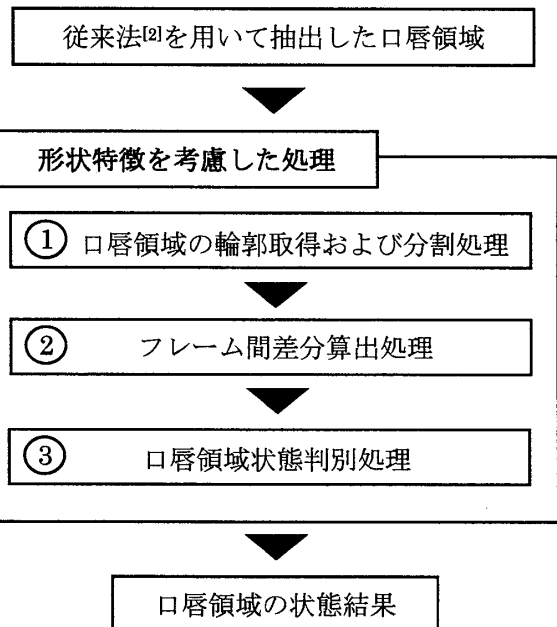 従来法[2]を用いて抽出した口唇領域
形状特徴を考慮した処理
① 口唇領域の輪郭取得および分割処理
② フレーム間差分算出処理
③ 口唇領域状態判別処理
口唇領域の状態結果